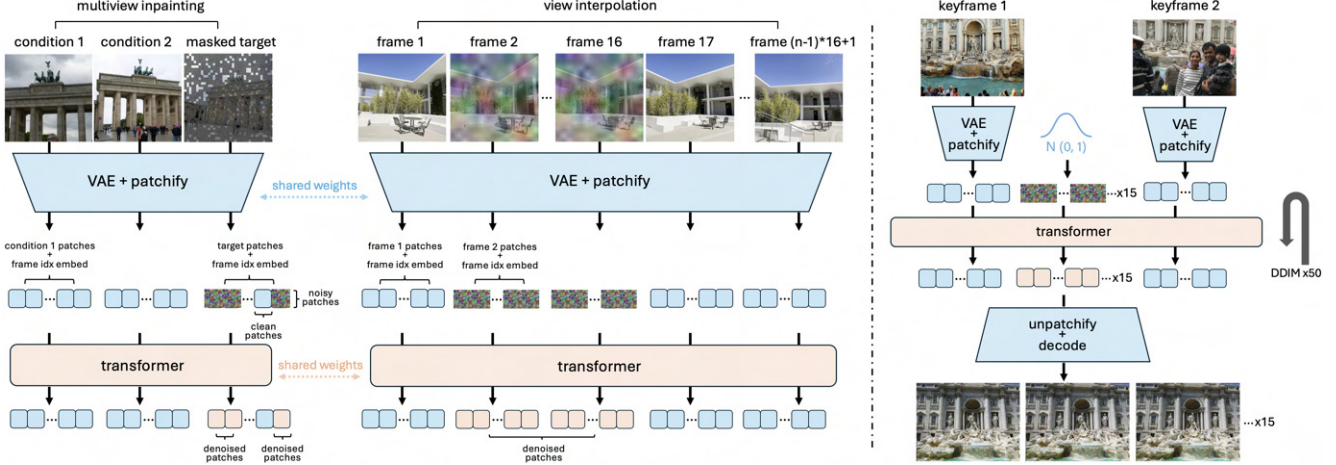 multiview inpainting
condition 1 condition 2 masked target
VAE + patchify
condition 1 patches
+
frame idx embed
target patches
+
frame idx embed
noisy
patches
clean
patches
transformer
denoised
patches
denoised
patches
shared weights
shared weights
view interpolation
frame 1 frame 2 frame 16 frame 17 frame (n-1)*16+1
...
...
VAE + patchify
frame 1 patches
+
frame idx embed
frame 2 patches
+
frame idx embed
transformer
denoised
patches
keyframe 1 keyframe 2
VAE
+
patchify
N (0, 1)
VAE
+
patchify
...x15
transformer
DDIM x50
...x15
unpatchify
+
decode
...x15